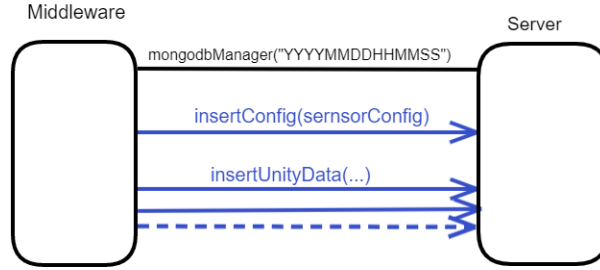 Middleware
Server
mongodbManager("YYYYMMDDHHMMSS")
insertConfig(sernsorConfig)
insertUnityData(...)